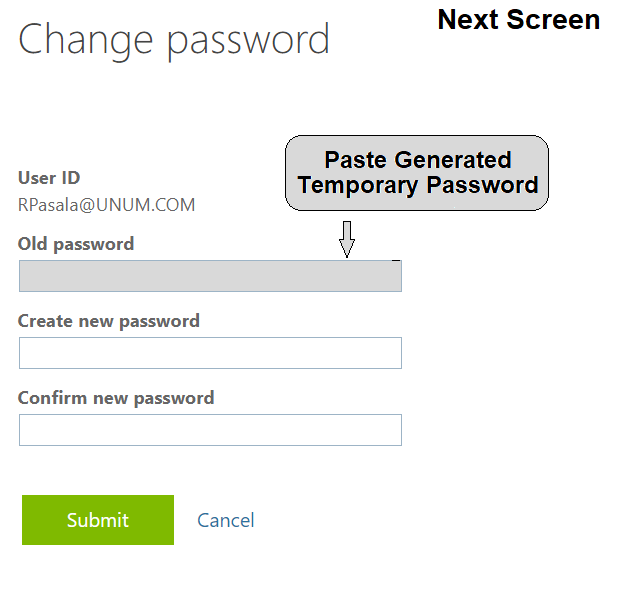 Next Screen
Change password
Paste Generated
Temporary Password
User ID
RPasala@UNUM.COM
Old password
Create new password
Confirm new password
Submit
Cancel